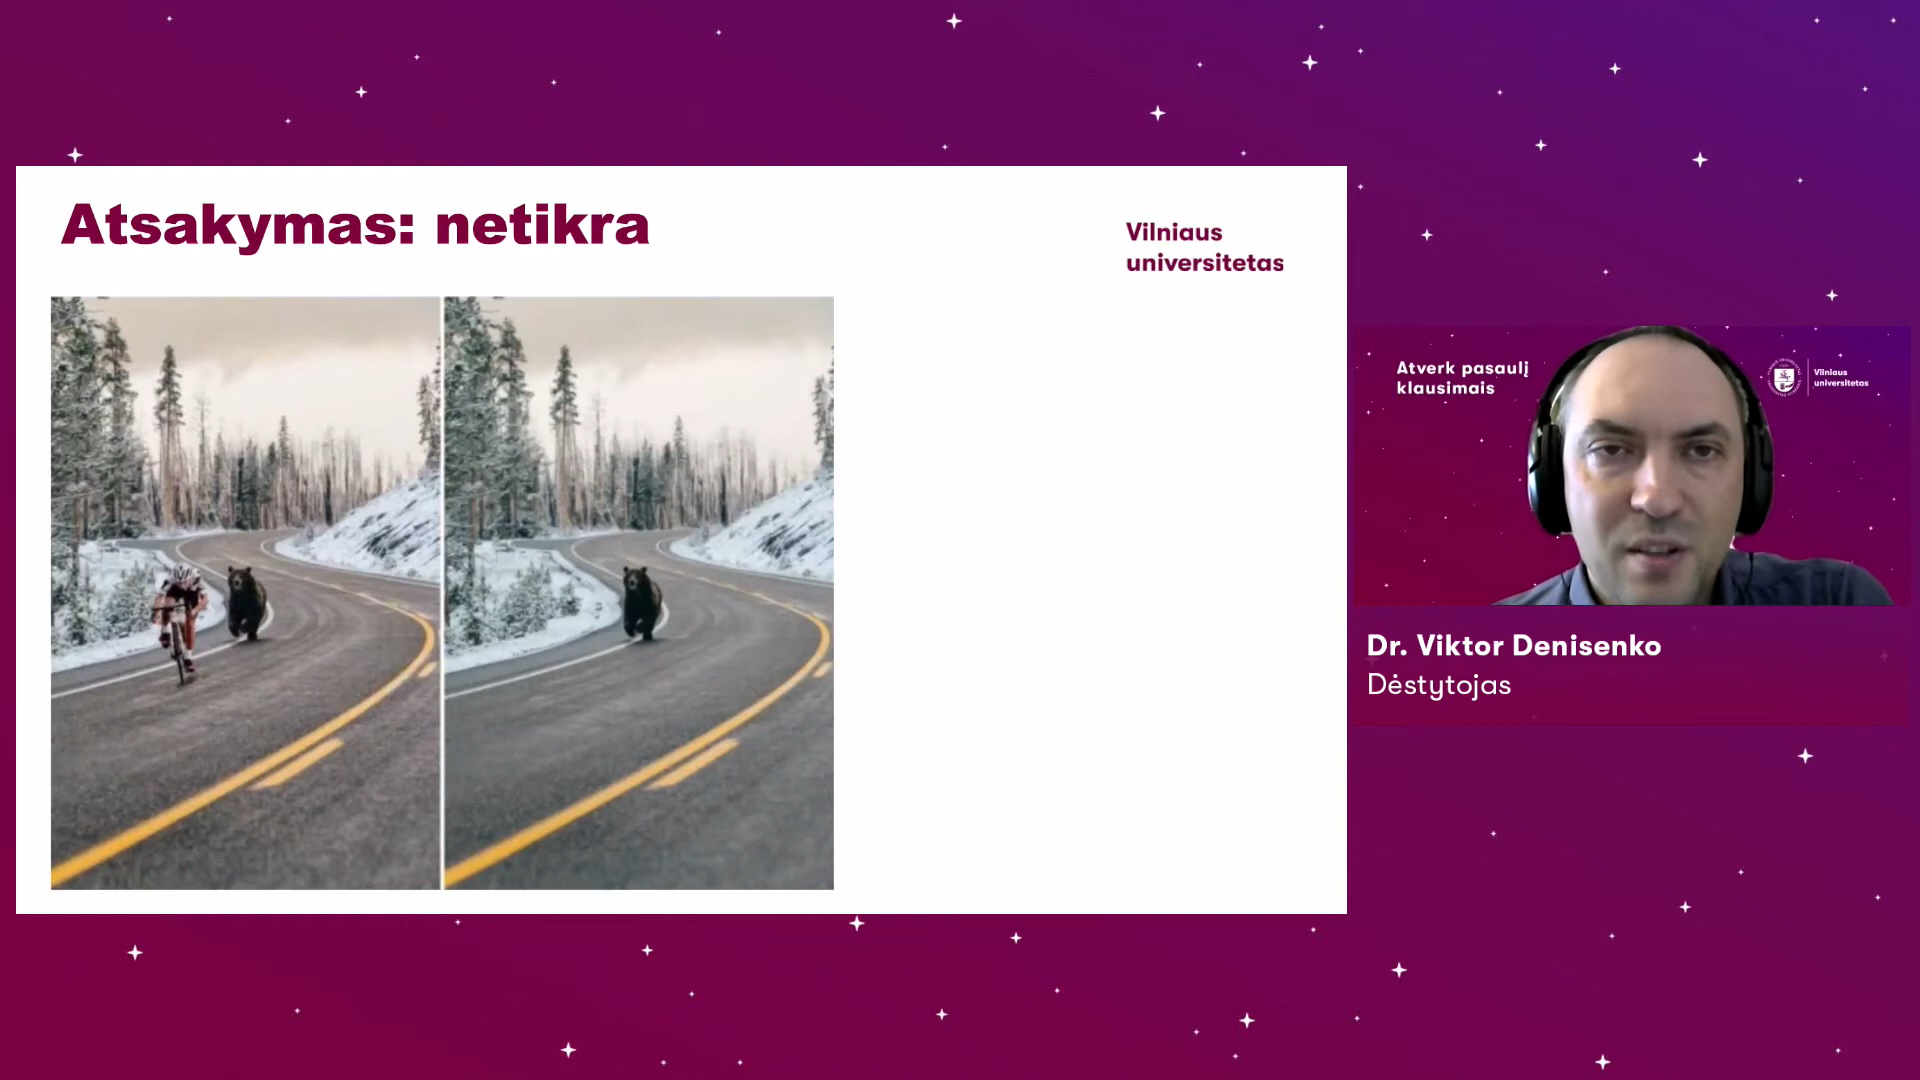 Atsakymas: netikra
Vilniaus
universitetas
Atverk pasaulį
klausimais
Vilniaus
universitetas
Dr. Viktor Denisenko
Dėstytojas